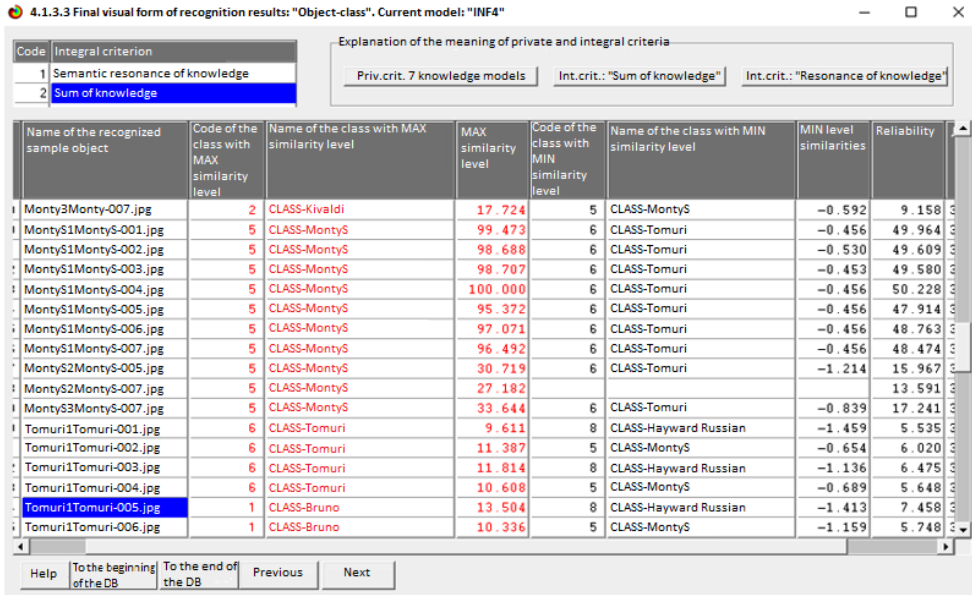 4.1.3.3 Final visual form of recognition results: "Object-class". Current model: "INF4"
Code Integral criterion
1 Semantic resonance of knowledge
2 Sum of knowledge
Explanation of the meaning of private and integral criteria
Priv.crit. 7 knowledge models Int.crit.: "Sum of knowledge" Int.crit.: "Resonance of knowledge"
Name of the recognized sample object Code of the class with MAX similarity level Name of the class with MAX similarity level MAX similarity level Code of the class with MIN similarity level Name of the class with MIN similarity level MIN level similarities Reliability
Monty3Monty-007.jpg 2 CLASS-Kivaldi 17.724 5 CLASS-MontyS -0.592 9.158 3
MontyS1MontyS-001.jpg 5 CLASS-MontyS 99.473 6 CLASS-Tomuri -0.456 49.964 3
MontyS1MontyS-002.jpg 5 CLASS-MontyS 98.688 6 CLASS-Tomuri -0.530 49.609 3
MontyS1MontyS-003.jpg 5 CLASS-MontyS 98.707 6 CLASS-Tomuri -0.453 49.580 3
MontyS1MontyS-004.jpg 5 CLASS-MontyS 100.000 6 CLASS-Tomuri -0.456 50.228 3
MontyS1MontyS-005.jpg 5 CLASS-MontyS 95.372 6 CLASS-Tomuri -0.456 47.914 3
MontyS1MontyS-006.jpg 5 CLASS-MontyS 97.071 6 CLASS-Tomuri -0.456 48.763 3
MontyS1MontyS-007.jpg 5 CLASS-MontyS 96.492 6 CLASS-Tomuri -0.456 48.474 3
MontyS2MontyS-005.jpg 5 CLASS-MontyS 30.719 6 CLASS-Tomuri -1.214 15.967 3
MontyS2MontyS-007.jpg 5 CLASS-MontyS 27.182 13.591 3
MontyS3MontyS-007.jpg 5 CLASS-MontyS 33.644 6 CLASS-Tomuri -0.839 17.241 3
Tomuri1Tomuri-001.jpg 6 CLASS-Tomuri 9.611 8 CLASS-Hayward Russian -1.459 5.535 3
Tomuri1Tomuri-002.jpg 6 CLASS-Tomuri 11.387 5 CLASS-MontyS -0.654 6.020 3
Tomuri1Tomuri-003.jpg 6 CLASS-Tomuri 11.814 8 CLASS-Hayward Russian -1.136 6.475 3
Tomuri1Tomuri-004.jpg 6 CLASS-Tomuri 10.608 5 CLASS-MontyS -0.689 5.648 3
Tomuri1Tomuri-005.jpg 1 CLASS-Bruno 13.504 8 CLASS-Hayward Russian -1.413 7.458 3
Tomuri1Tomuri-006.jpg 1 CLASS-Bruno 10.336 5 CLASS-MontyS -1.159 5.748 3
Help To the beginning of the DB To the end of the DB Previous Next